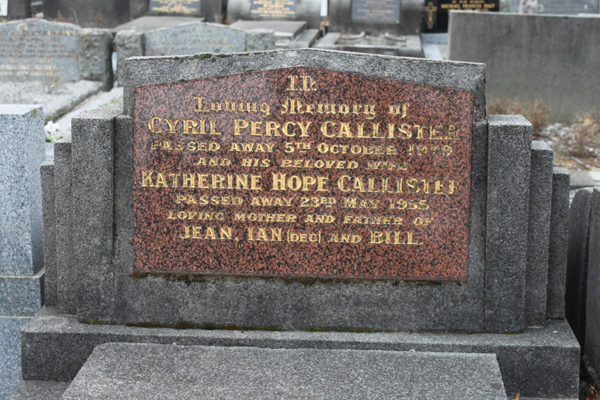 In
Loving Memory of
CYRIL PERCY CALLISTER
PASSED AWAY 5TH OCTOBER 1949
AND HIS BELOVED WIFE
KATHERINE HOPE CALLISTER
PASSED AWAY 23RD MAY 1955
LOVING MOTHER AND FATHER OF
JEAN, IAN (DEC) AND BILL.